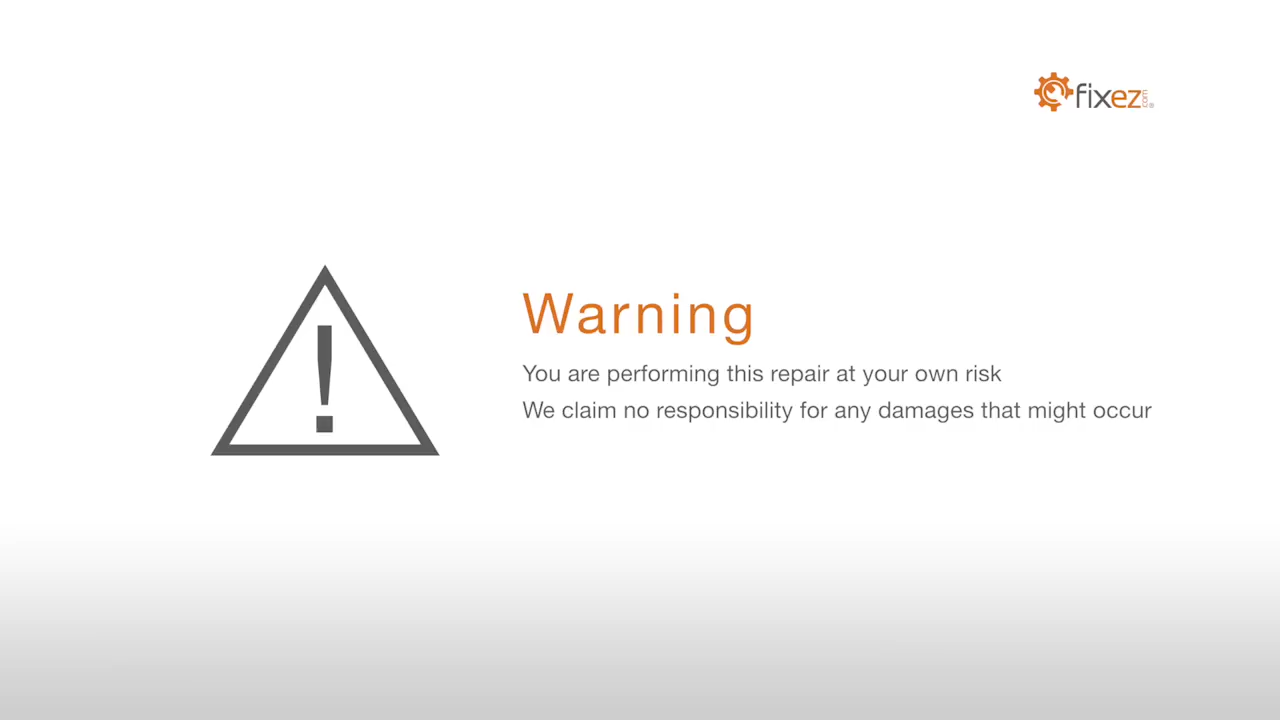 fixez.com®
Warning
You are performing this repair at your own risk
We claim no responsibility for any damages that might occur